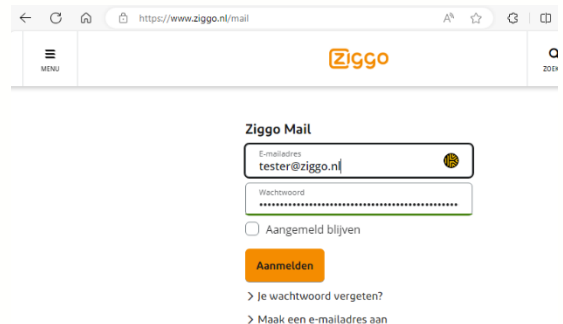 https://www.ziggo.nl/mail
MENU
Ziggo
Ziggo Mail
E-mailadres
tester@ziggo.nl
Wachtwoord
Aangemeld blijven
Aanmelden
Je wachtwoord vergeten?
Maak een e-mailadres aan